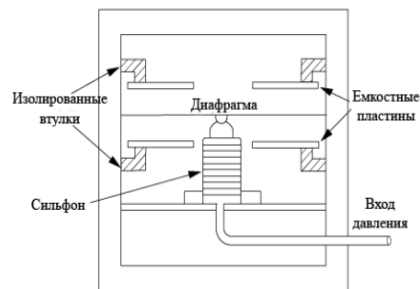 Изолированные
втулки
Диафрагма
Емкостные
пластины
Сильфон
Вход
давления